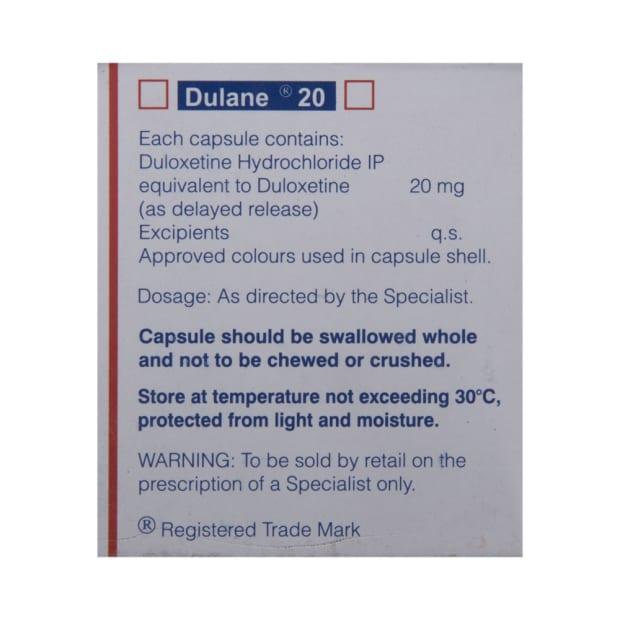 Dulane ® 20
Each capsule contains:
Duloxetine Hydrochloride IP
equivalent to Duloxetine 20 mg
(as delayed release)
Excipients q.s.
Approved colours used in capsule shell.
Dosage: As directed by the Specialist.
Capsule should be swallowed whole
and not to be chewed or crushed.
Store at temperature not exceeding 30°C,
protected from light and moisture.
WARNING: To be sold by retail on the
prescription of a Specialist only.
® Registered Trade Mark